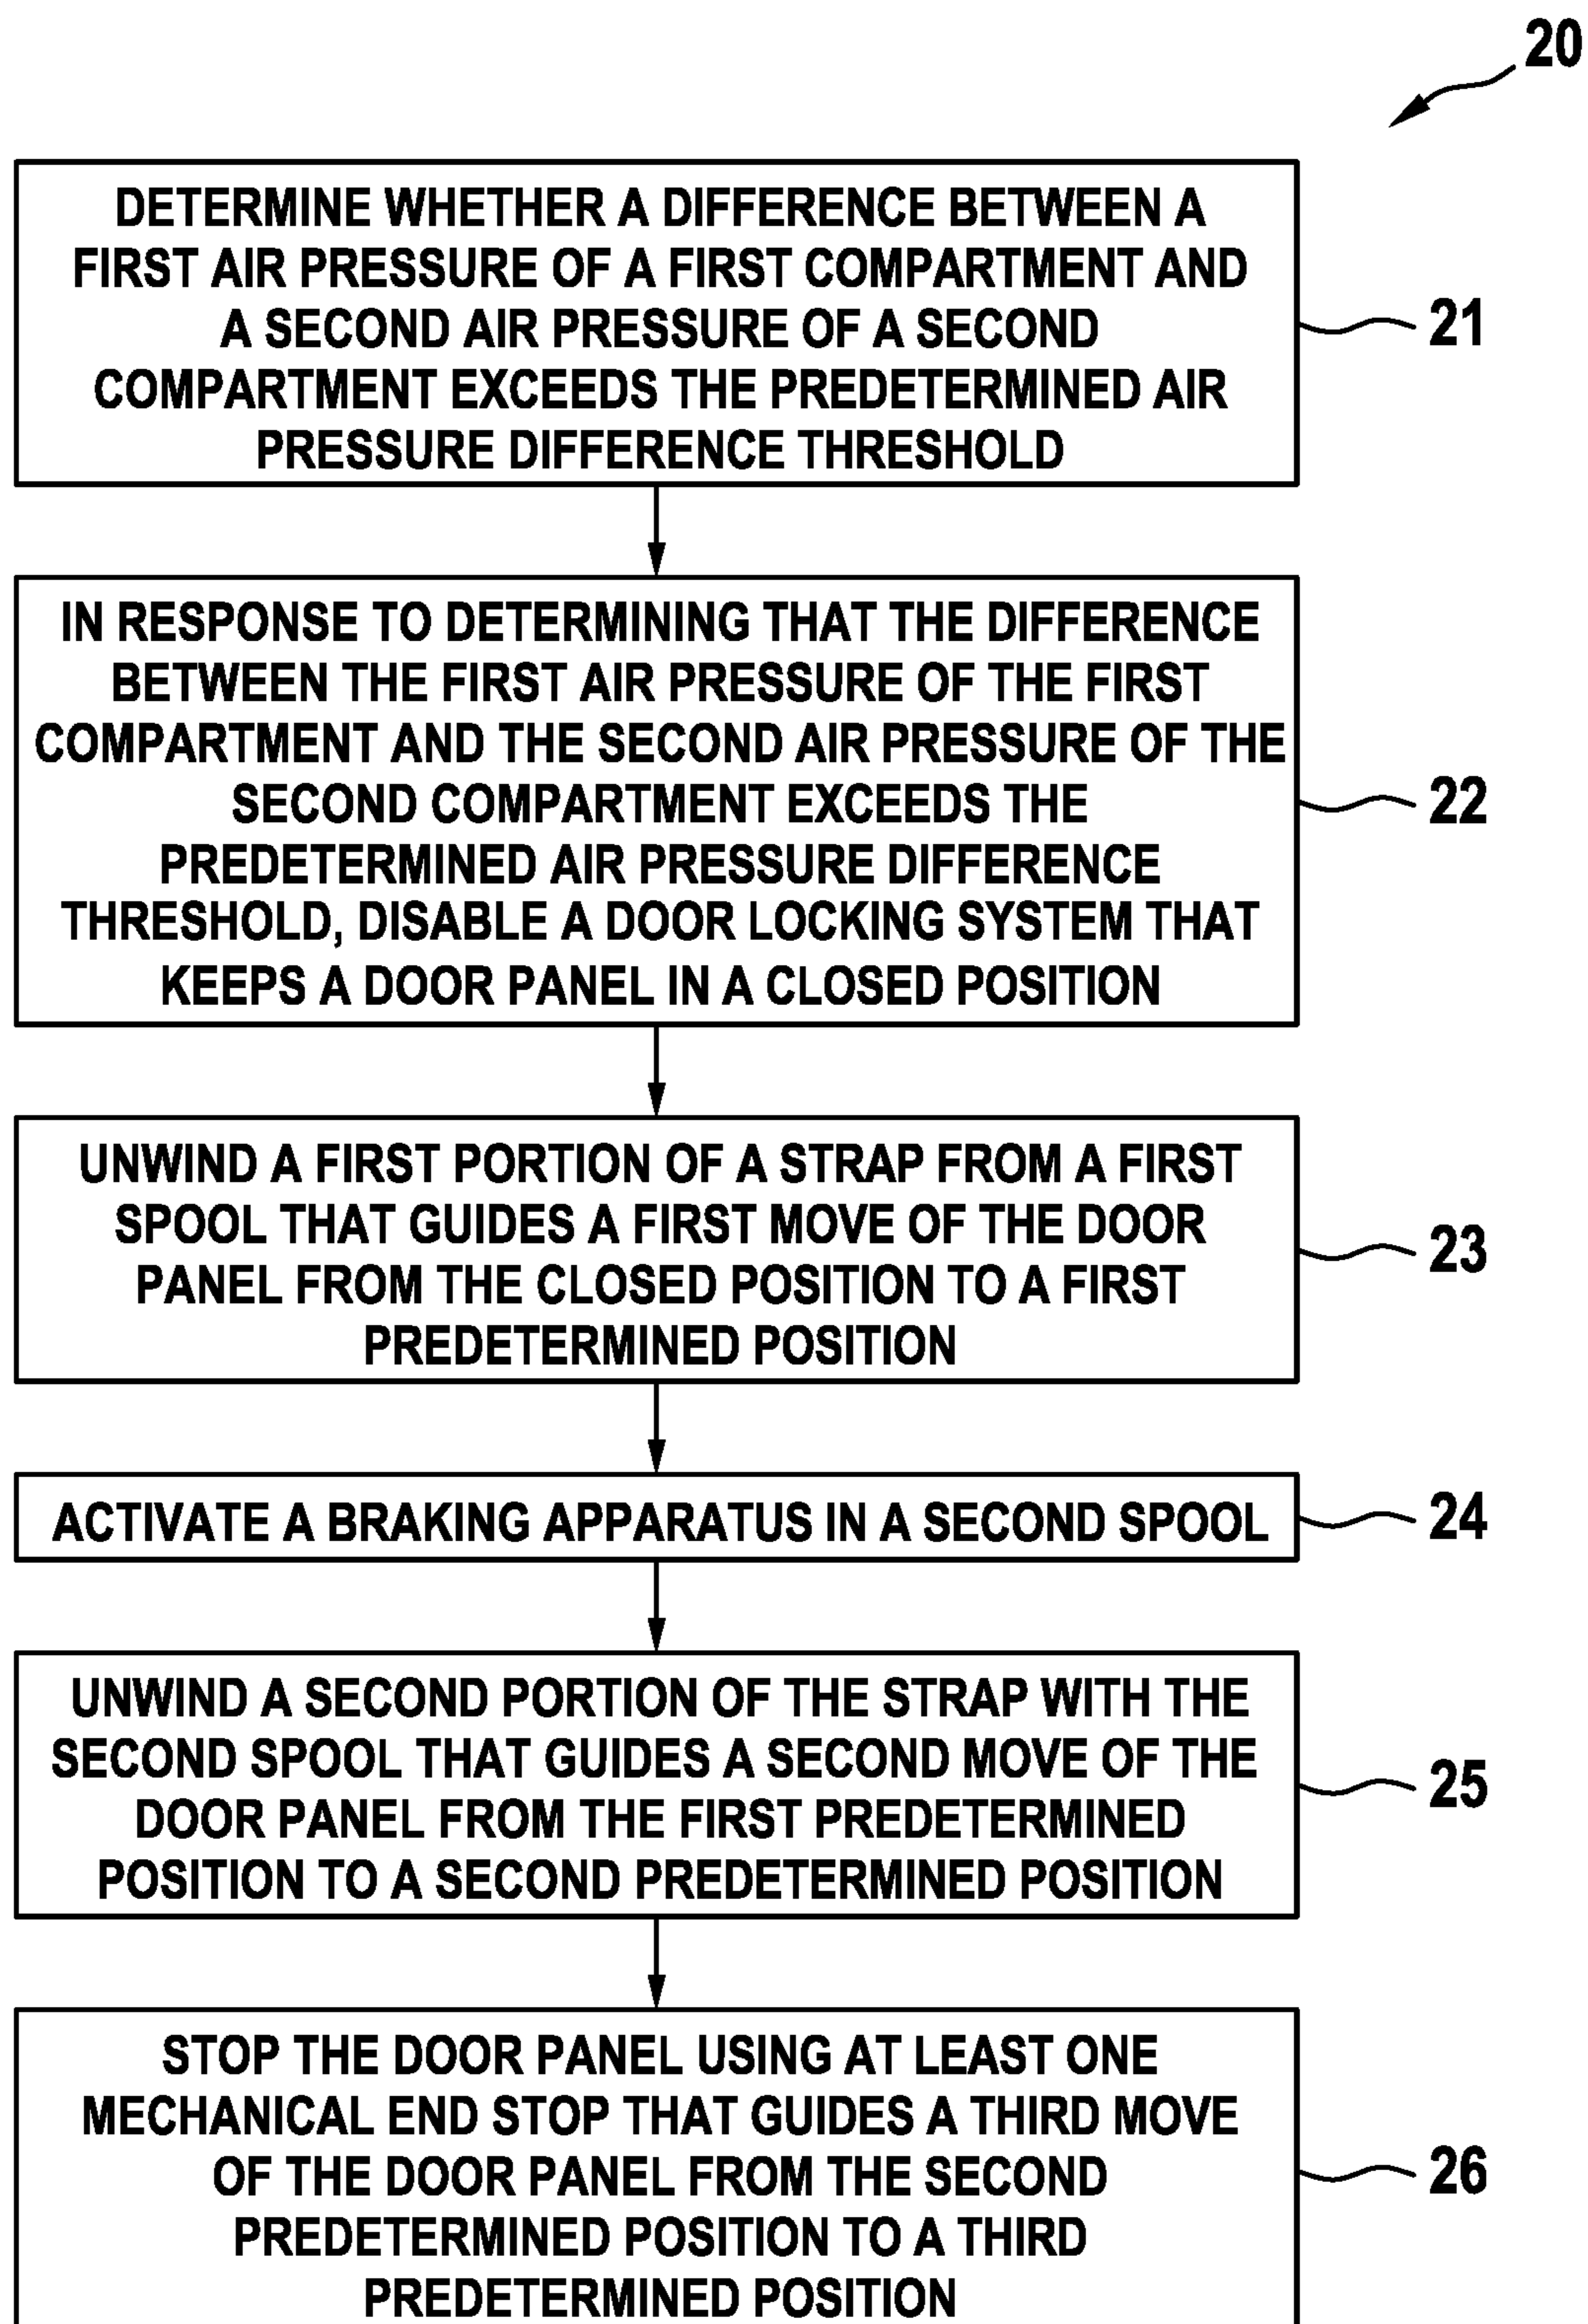 20
DETERMINE WHETHER A DIFFERENCE BETWEEN A
FIRST AIR PRESSURE OF A FIRST COMPARTMENT AND
A SECOND AIR PRESSURE OF A SECOND
COMPARTMENT EXCEEDS THE PREDETERMINED AIR
PRESSURE DIFFERENCE THRESHOLD
21
IN RESPONSE TO DETERMINING THAT THE DIFFERENCE
BETWEEN THE FIRST AIR PRESSURE OF THE FIRST
COMPARTMENT AND THE SECOND AIR PRESSURE OF THE
SECOND COMPARTMENT EXCEEDS THE
PREDETERMINED AIR PRESSURE DIFFERENCE
THRESHOLD, DISABLE A DOOR LOCKING SYSTEM THAT
KEEPS A DOOR PANEL IN A CLOSED POSITION
22
UNWIND A FIRST PORTION OF A STRAP FROM A FIRST
SPOOL THAT GUIDES A FIRST MOVE OF THE DOOR
PANEL FROM THE CLOSED POSITION TO A FIRST
PREDETERMINED POSITION
23
ACTIVATE A BRAKING APPARATUS IN A SECOND SPOOL
24
UNWIND A SECOND PORTION OF THE STRAP WITH THE
SECOND SPOOL THAT GUIDES A SECOND MOVE OF THE
DOOR PANEL FROM THE FIRST PREDETERMINED
POSITION TO A SECOND PREDETERMINED POSITION
25
STOP THE DOOR PANEL USING AT LEAST ONE
MECHANICAL END STOP THAT GUIDES A THIRD MOVE
OF THE DOOR PANEL FROM THE SECOND
PREDETERMINED POSITION TO A THIRD
PREDETERMINED POSITION
26